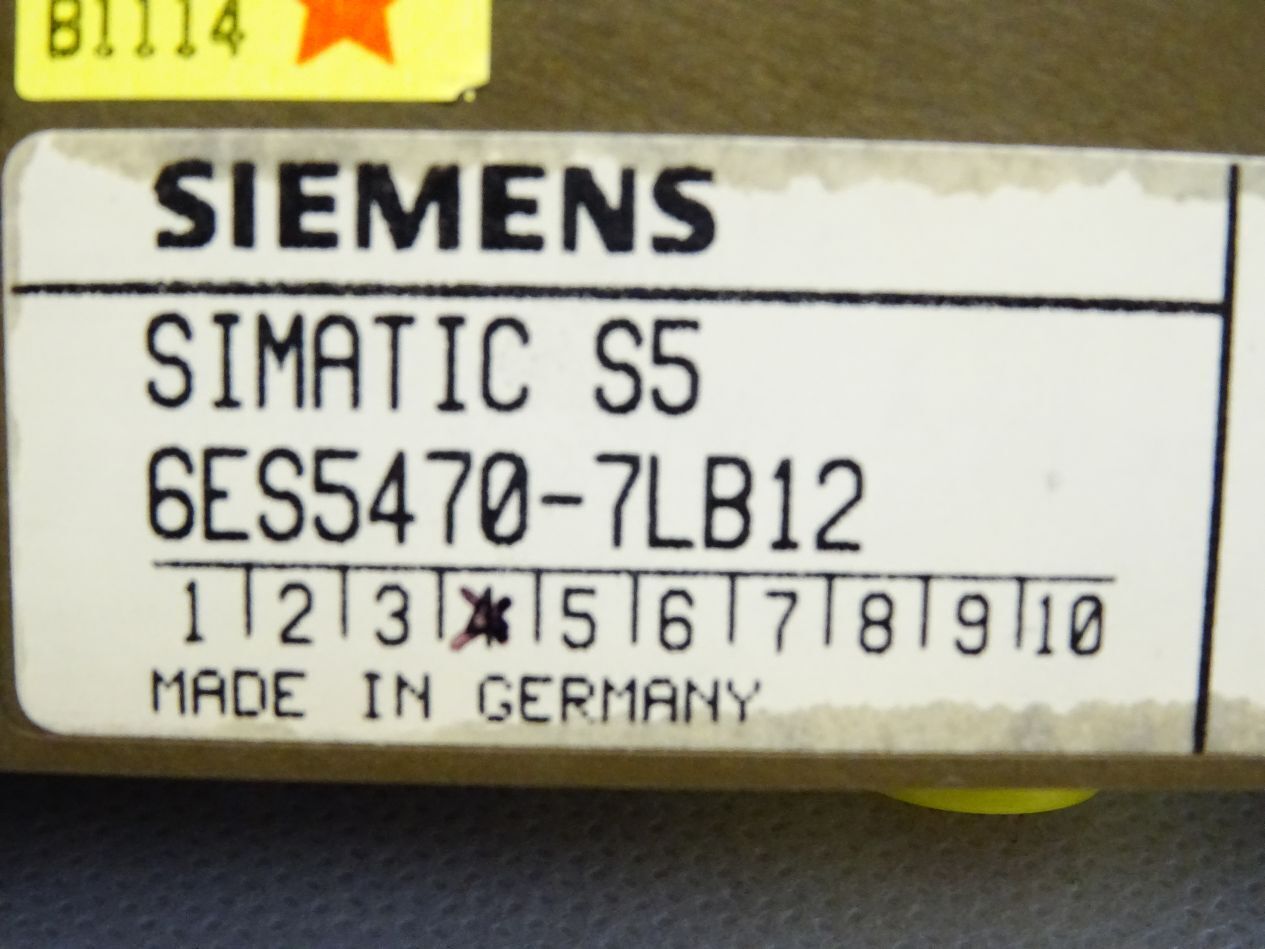 B1114
SIEMENS
SIMATIC S5
6ES5470-7LB12
1 2 3 4 5 6 7 8 9 10
MADE IN GERMANY